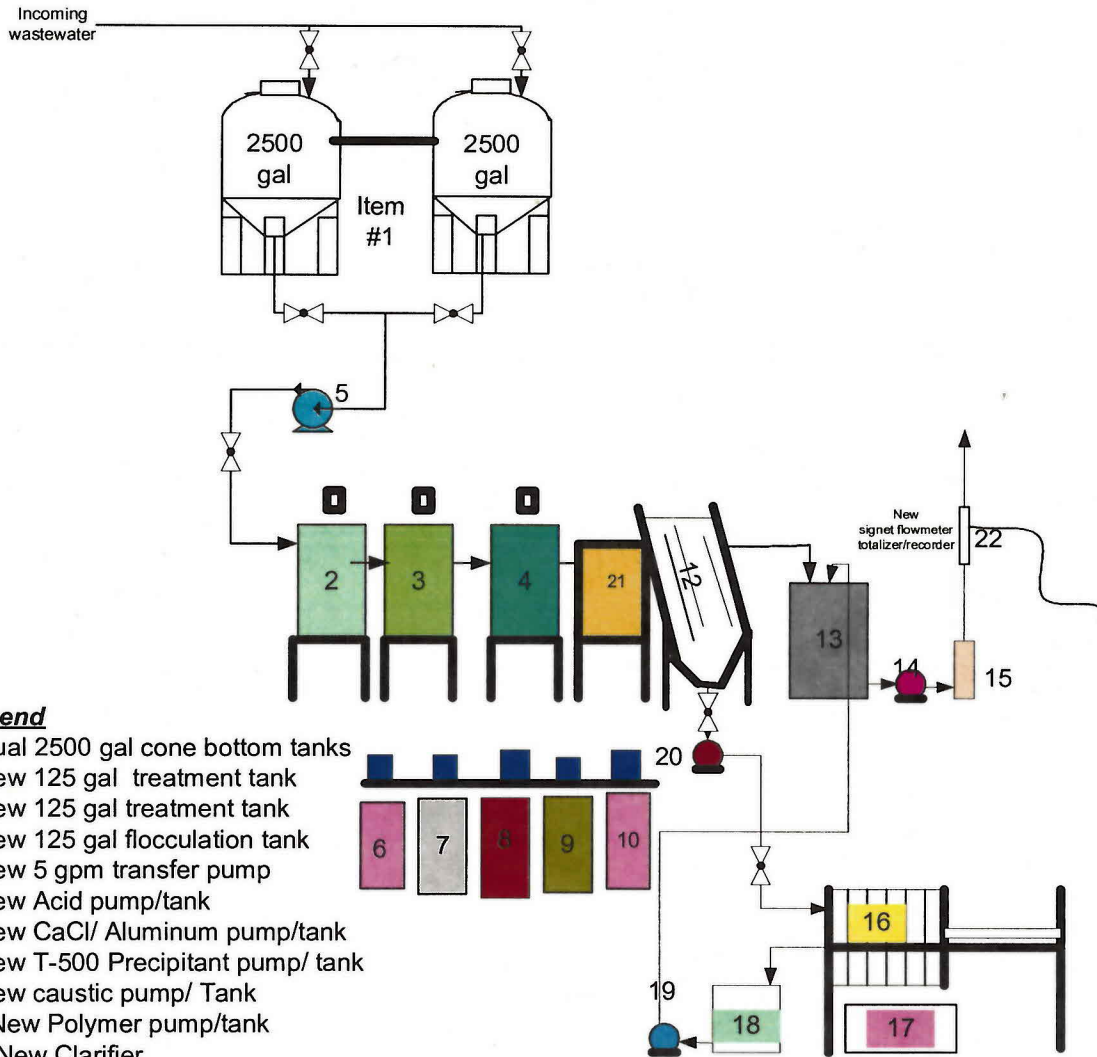 Incoming
wastewater
2500
gal
2500
gal
Item
#1
5
2
3
4
21
12
13
14
15
New
signet flowmeter
totalizer/recorder
22
20
6
7
8
9
10
16
17
18
19
end
ual 2500 gal cone bottom tanks
ew 125 gal treatment tank
ew 125 gal treatment tank
ew 125 gal flocculation tank
ew 5 gpm transfer pump
ew Acid pump/tank
ew CaCl/ Aluminum pump/tank
ew T-500 Precipitant pump/ tank
ew caustic pump/ Tank
New Polymer pump/tank
New Clarifier